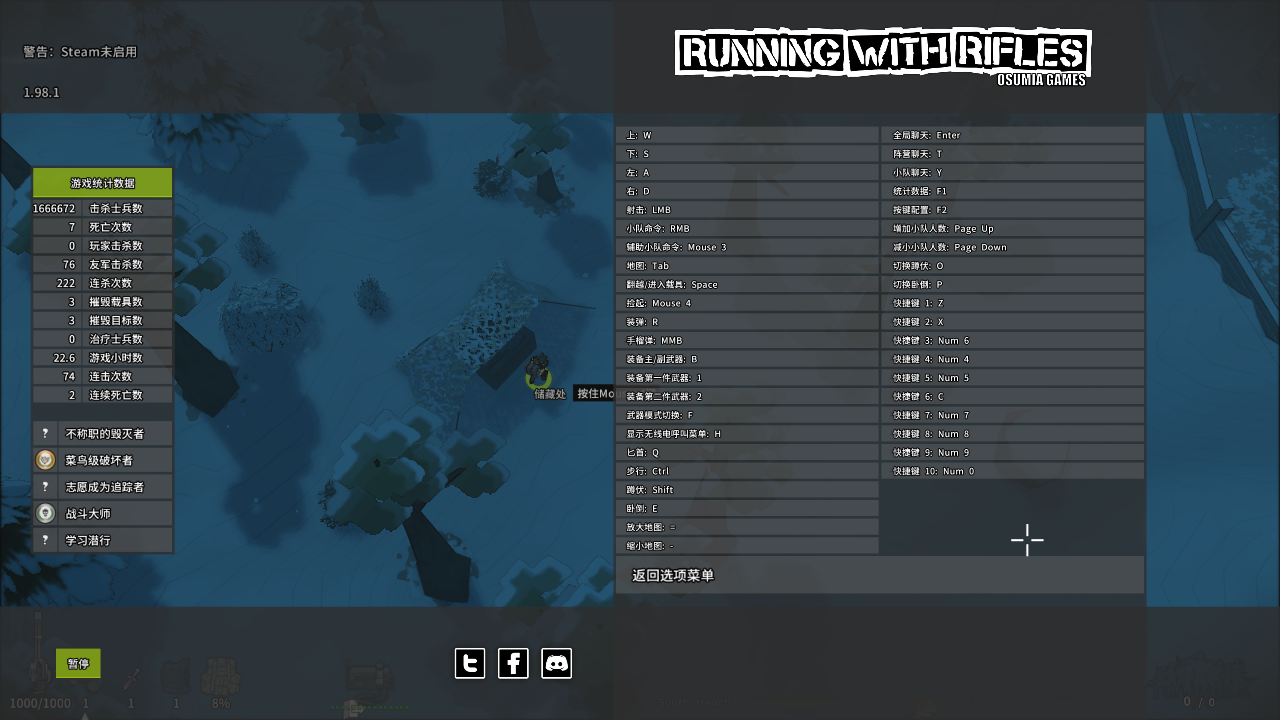 警告: Steam未启用
1.98.1
RUNNING WITH RIFLES
OSUMIA GAMES
游戏统计数据
1666672 击杀士兵数
7 死亡次数
0 玩家击杀数
76 友军击杀数
222 连杀次数
3 摧毁载具数
3 摧毁目标数
0 治疗士兵数
22.6 游戏小时数
74 连击次数
2 连续死亡数
? 不称职的毁灭者
菜鸟级破坏者
? 志愿成为追踪者
战斗大师
? 学习潜行
储藏处 按住Mou
上: W
下: S
左: A
右: D
射击: LMB
小队命令: RMB
辅助小队命令: Mouse 3
地图: Tab
翻越/进入载具: Space
捡起: Mouse 4
装弹: R
手榴弹: MMB
装备主/副武器: B
装备第一件武器: 1
装备第二件武器: 2
武器模式切换: F
显示无线电呼叫菜单: H
匕首: Q
步行: Ctrl
蹲伏: Shift
卧倒: E
放大地图: =
缩小地图: -
全局聊天: Enter
阵营聊天: T
小队聊天: Y
统计数据: F1
按键配置: F2
增加小队人数: Page Up
减小小队人数: Page Down
切换蹲伏: O
切换卧倒: P
快捷键 1: Z
快捷键 2: X
快捷键 3: Num 6
快捷键 4: Num 4
快捷键 5: Num 5
快捷键 6: C
快捷键 7: Num 7
快捷键 8: Num 8
快捷键 9: Num 9
快捷键 10: Num 0
返回选项菜单
暂停
1000/1000 1 1 1 8%
0 / 0